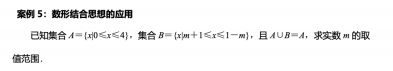 案例 5：数形结合思想的应用
已知集合 A={x|0≤x≤4}，集合 B={x|m+1≤x≤1-m}，且 A∪B=A，求实数 m 的取
值范围.